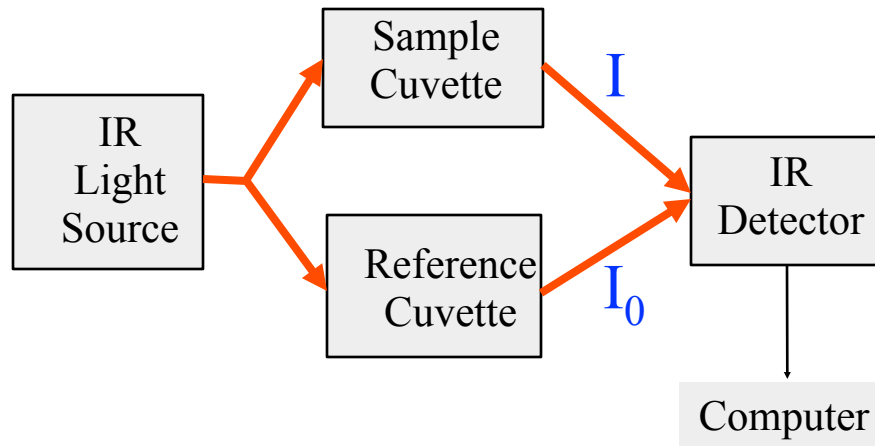 IR
Light
Source
Sample
Cuvette
I
Reference
Cuvette
I₀
IR
Detector
Computer